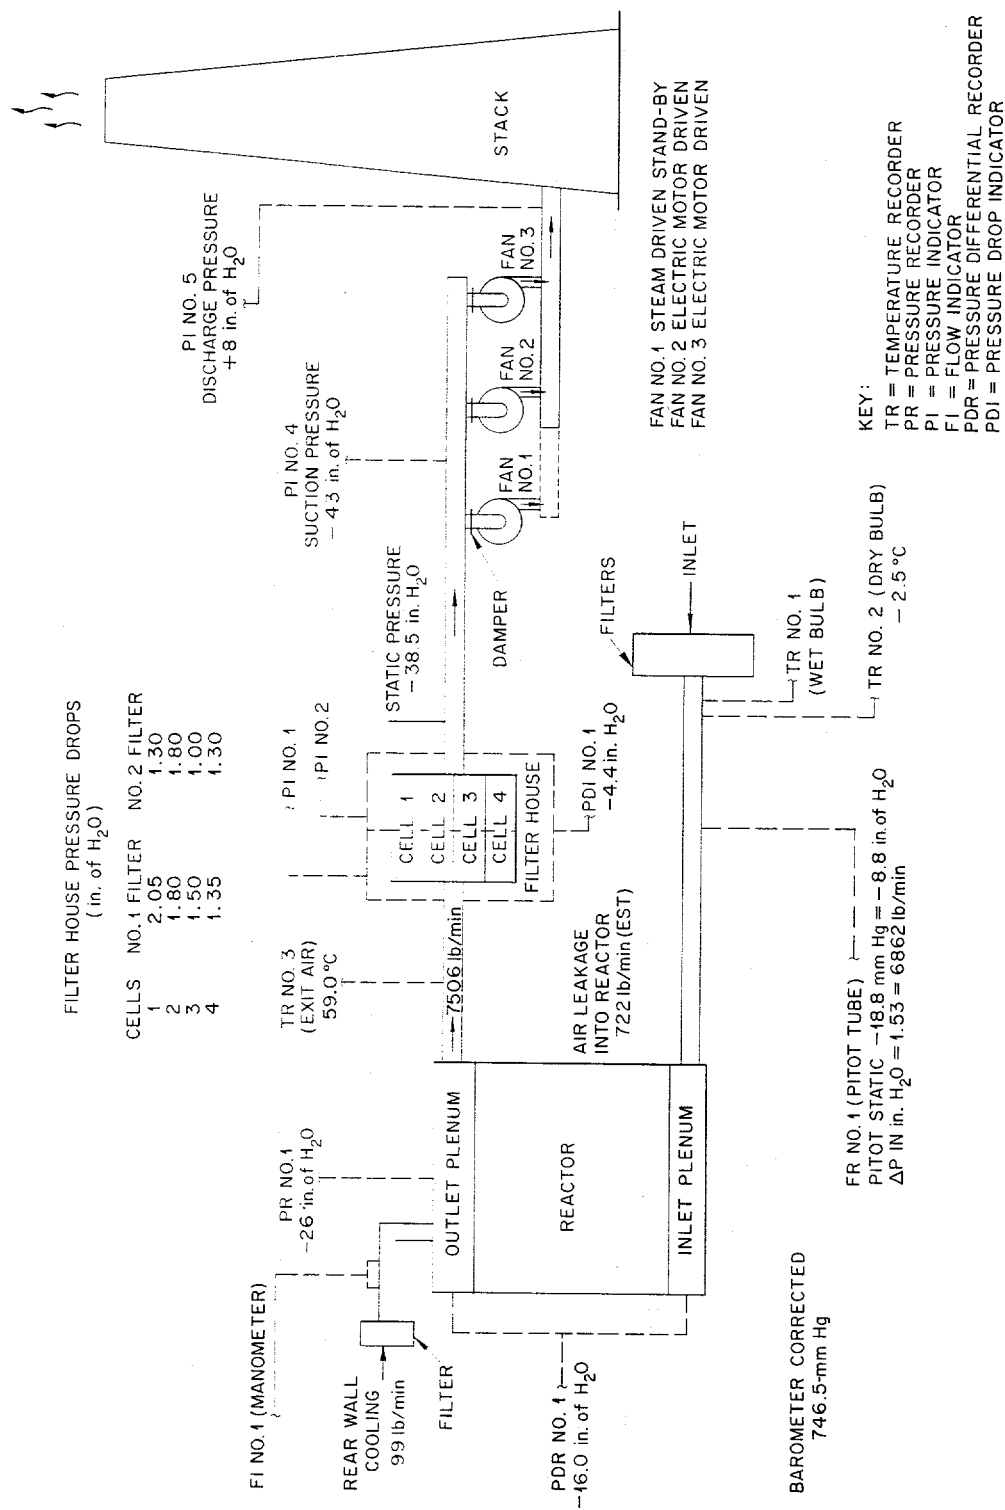 FILTER HOUSE PRESSURE DROPS
(in. of H2O)
CELLS NO.1 FILTER NO.2 FILTER
1 2.05 1.30
2 1.80 1.80
3 1.50 1.00
4 1.35 1.30
FI NO.1 (MANOMETER)
REAR WALL
COOLING
99 lb/min
FILTER
PR NO.1
-26 in. of H2O
TR NO.3
(EXIT AIR)
59.0°C
7506 lb/min
PI NO.1
PI NO.2
STATIC PRESSURE
-38.5 in. H2O
PI NO.4
SUCTION PRESSURE
-43 in. of H2O
PI NO. 5
DISCHARGE PRESSURE
+8 in. of H2O
OUTLET PLENUM
REACTOR
INLET PLENUM
CELL 1
CELL 2
CELL 3
CELL 4
FILTER HOUSE
DAMPER
FAN
NO.1
FAN
NO.2
FAN
NO.3
STACK
AIR LEAKAGE
INTO REACTOR
722 lb/min (EST)
PDI NO.1
-4.4 in. H2O
FILTERS
INLET
FAN NO.1 STEAM DRIVEN STAND-BY
FAN NO.2 ELECTRIC MOTOR DRIVEN
FAN NO.3 ELECTRIC MOTOR DRIVEN
PDR NO.1
-16.0 in. of H2O
TR NO.1
(WET BULB)
TR NO. 2 (DRY BULB)
-2.5°C
BAROMETER CORRECTED
746.5-mm Hg
FR NO.1 (PITOT TUBE)
PITOT STATIC -18.8 mm Hg = -8.8 in. of H2O
ΔP IN in. H2O = 1.53 = 6862 lb/min
KEY:
TR = TEMPERATURE RECORDER
PR = PRESSURE RECORDER
PI = PRESSURE INDICATOR
FI = FLOW INDICATOR
PDR = PRESSURE DIFFERENTIAL RECORDER
PDI = PRESSURE DROP INDICATOR